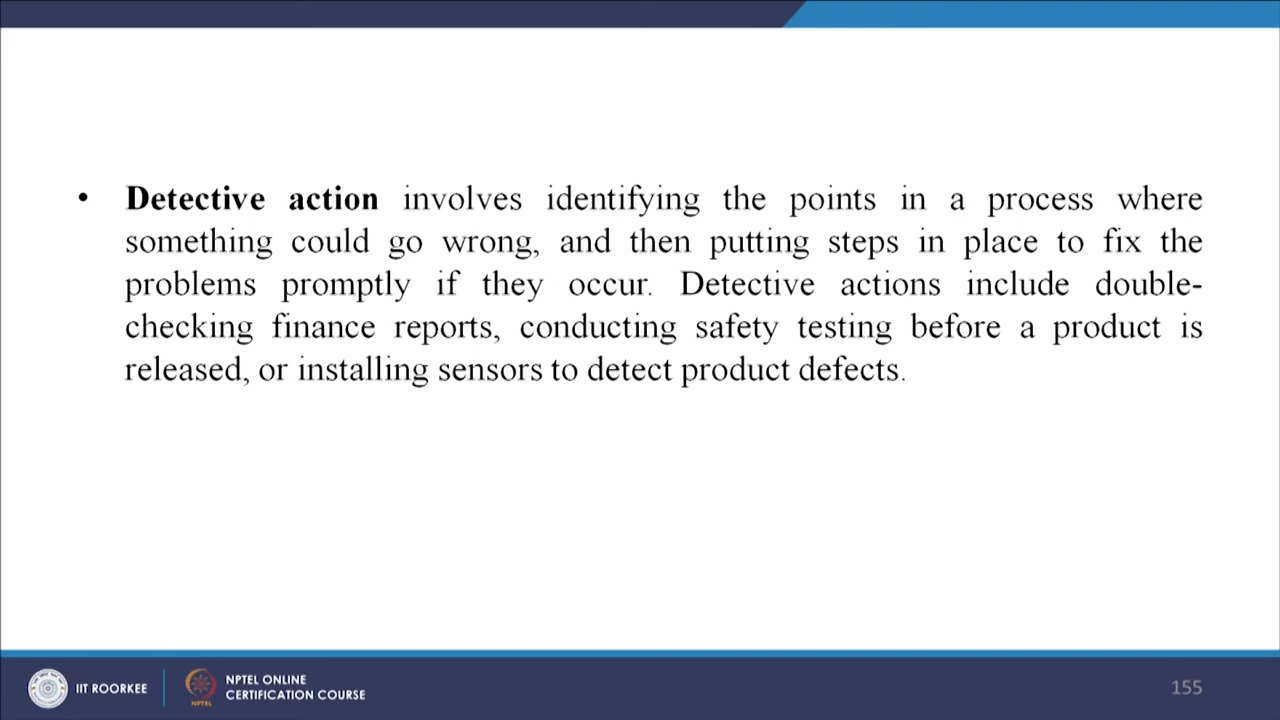 • Detective action involves identifying the points in a process where
something could go wrong, and then putting steps in place to fix the
problems promptly if they occur. Detective actions include double-
checking finance reports, conducting safety testing before a product is
released, or installing sensors to detect product defects.
IIT ROORKEE
NPTEL
NPTEL ONLINE
CERTIFICATION COURSE
155